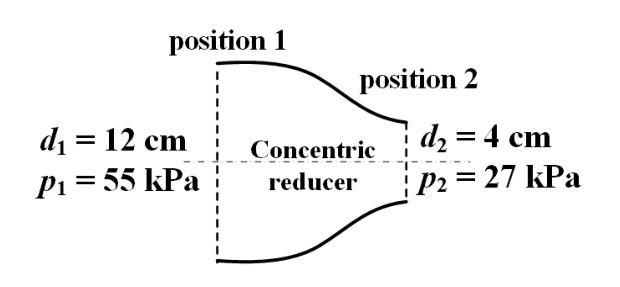 position 1
position 2
d₁ = 12 cm
p₁ = 55 kPa
Concentric
reducer
d₂ = 4 cm
p₂ = 27 kPa